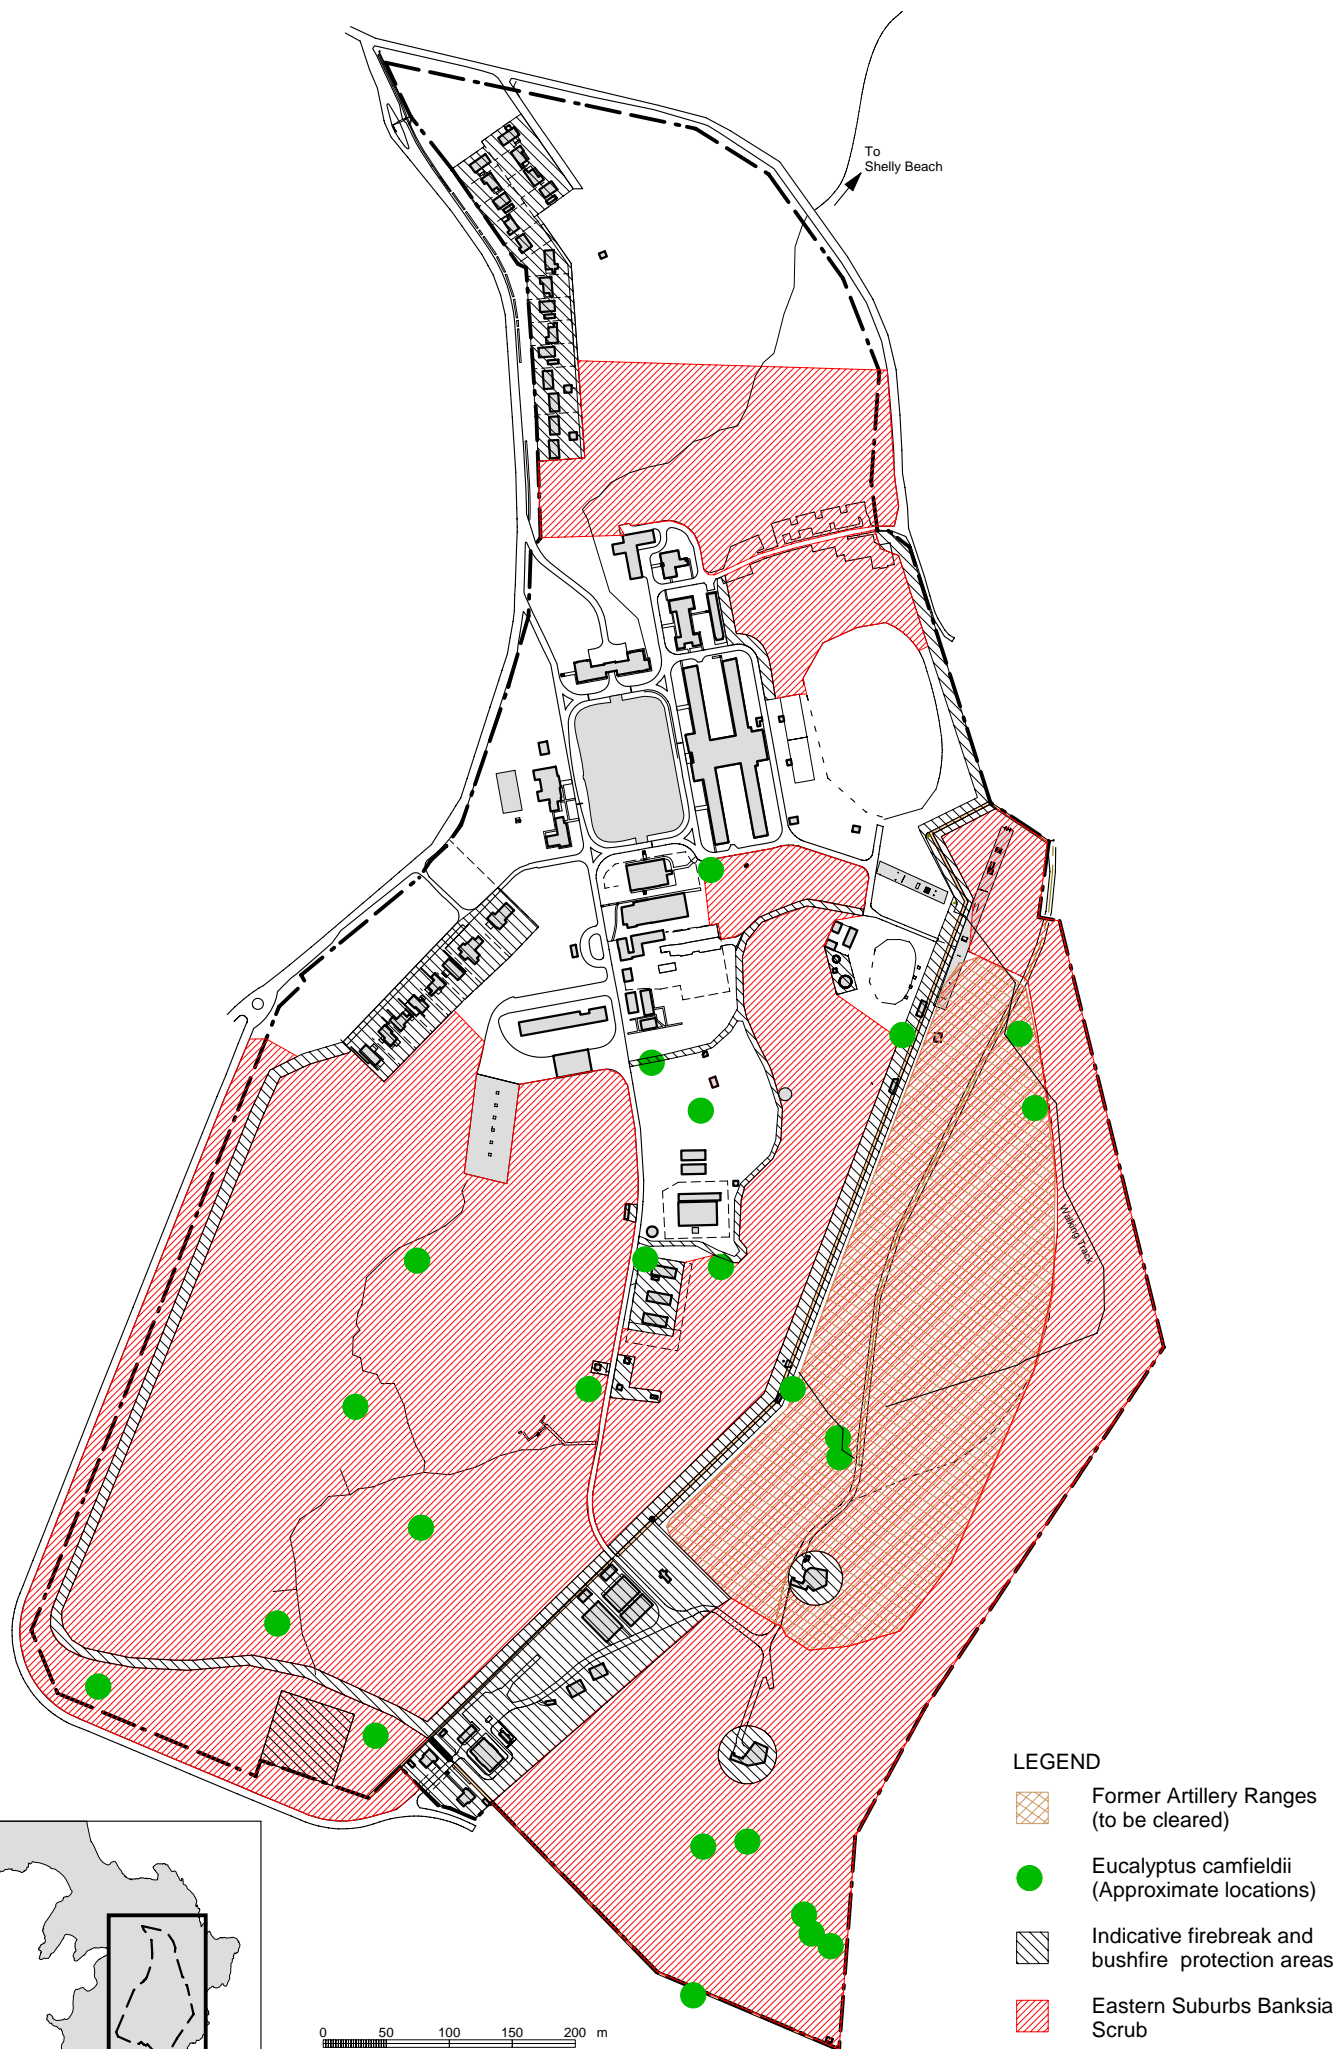 To
Shelly Beach
Walking Track
LEGEND
Former Artillery Ranges
(to be cleared)
Eucalyptus camfieldii
(Approximate locations)
Indicative firebreak and
bushfire protection areas
Eastern Suburbs Banksia
Scrub
0 50 100 150 200 m